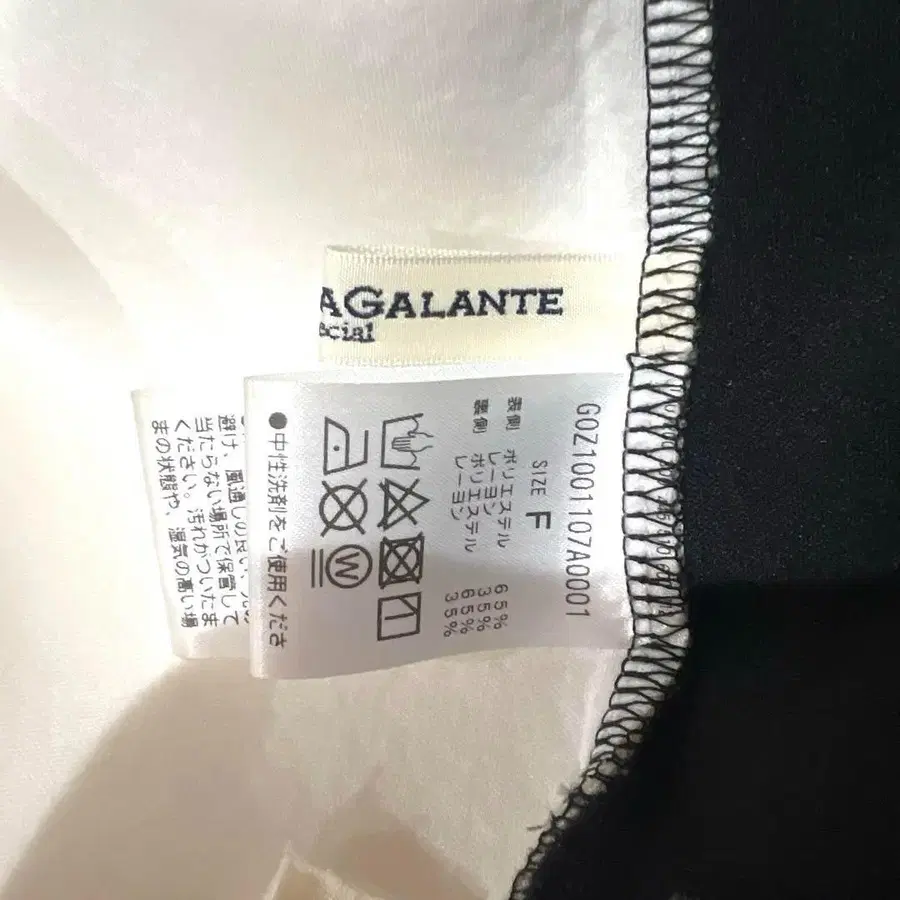 AGALANTE
ecial
G0Z1001107A0001
SIZE F
表側 ポリエステル 65%
レーヨン 35%
裏側 ポリエステル 65%
レーヨン 35%
W
●中性洗剤をご使用くださ
避け、風通しの良い
当たらない場所で保管して
ください。汚れがついたま
まの状態や、湿気の高い場